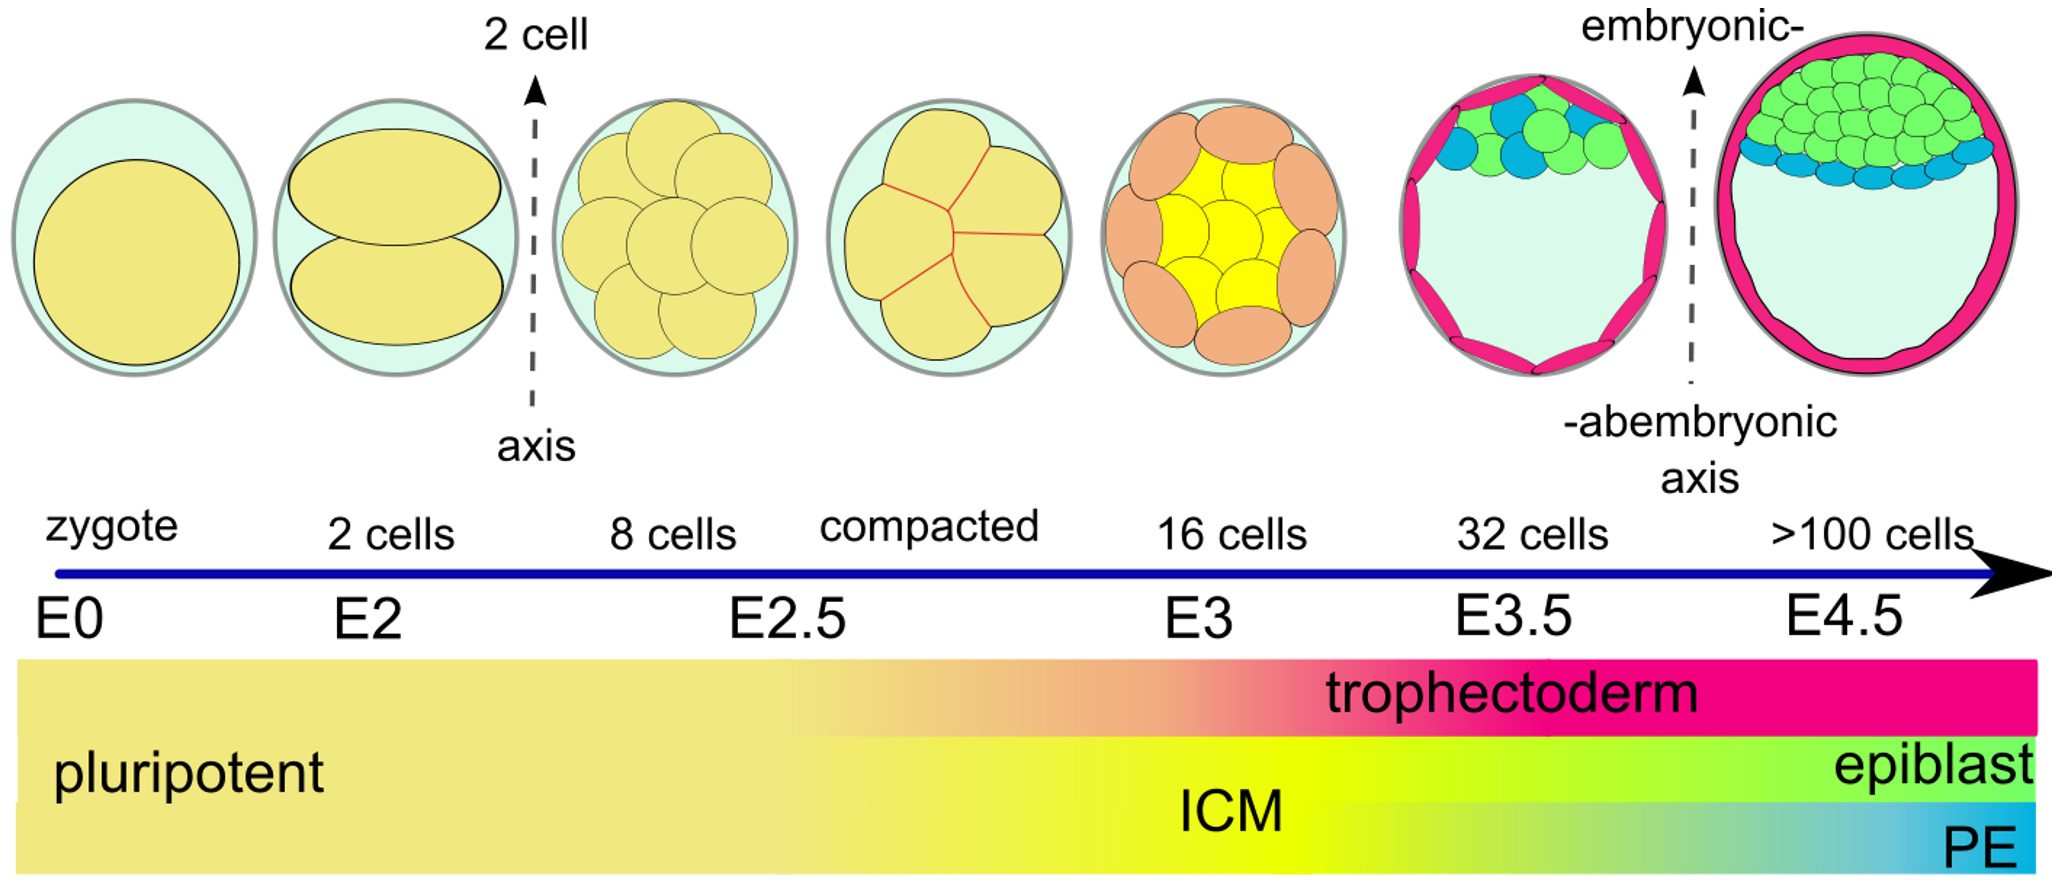 2 cell
axis
embryonic-
-abembryonic
axis
zygote
2 cells
8 cells
compacted
16 cells
32 cells
>100 cells
E0
E2
E2.5
E3
E3.5
E4.5
trophectoderm
pluripotent
epiblast
ICM
PE